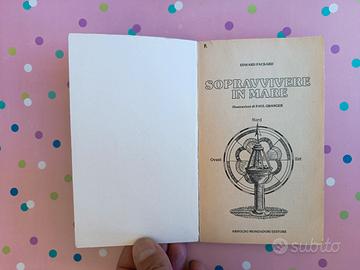 EDWARD PACKARD
SOPRAVVIVERE
IN MARE
Illustrazioni di PAUL GRANGER
Nord
Ovest
Est
ARNOLDO MONDADORI EDITORE
subito